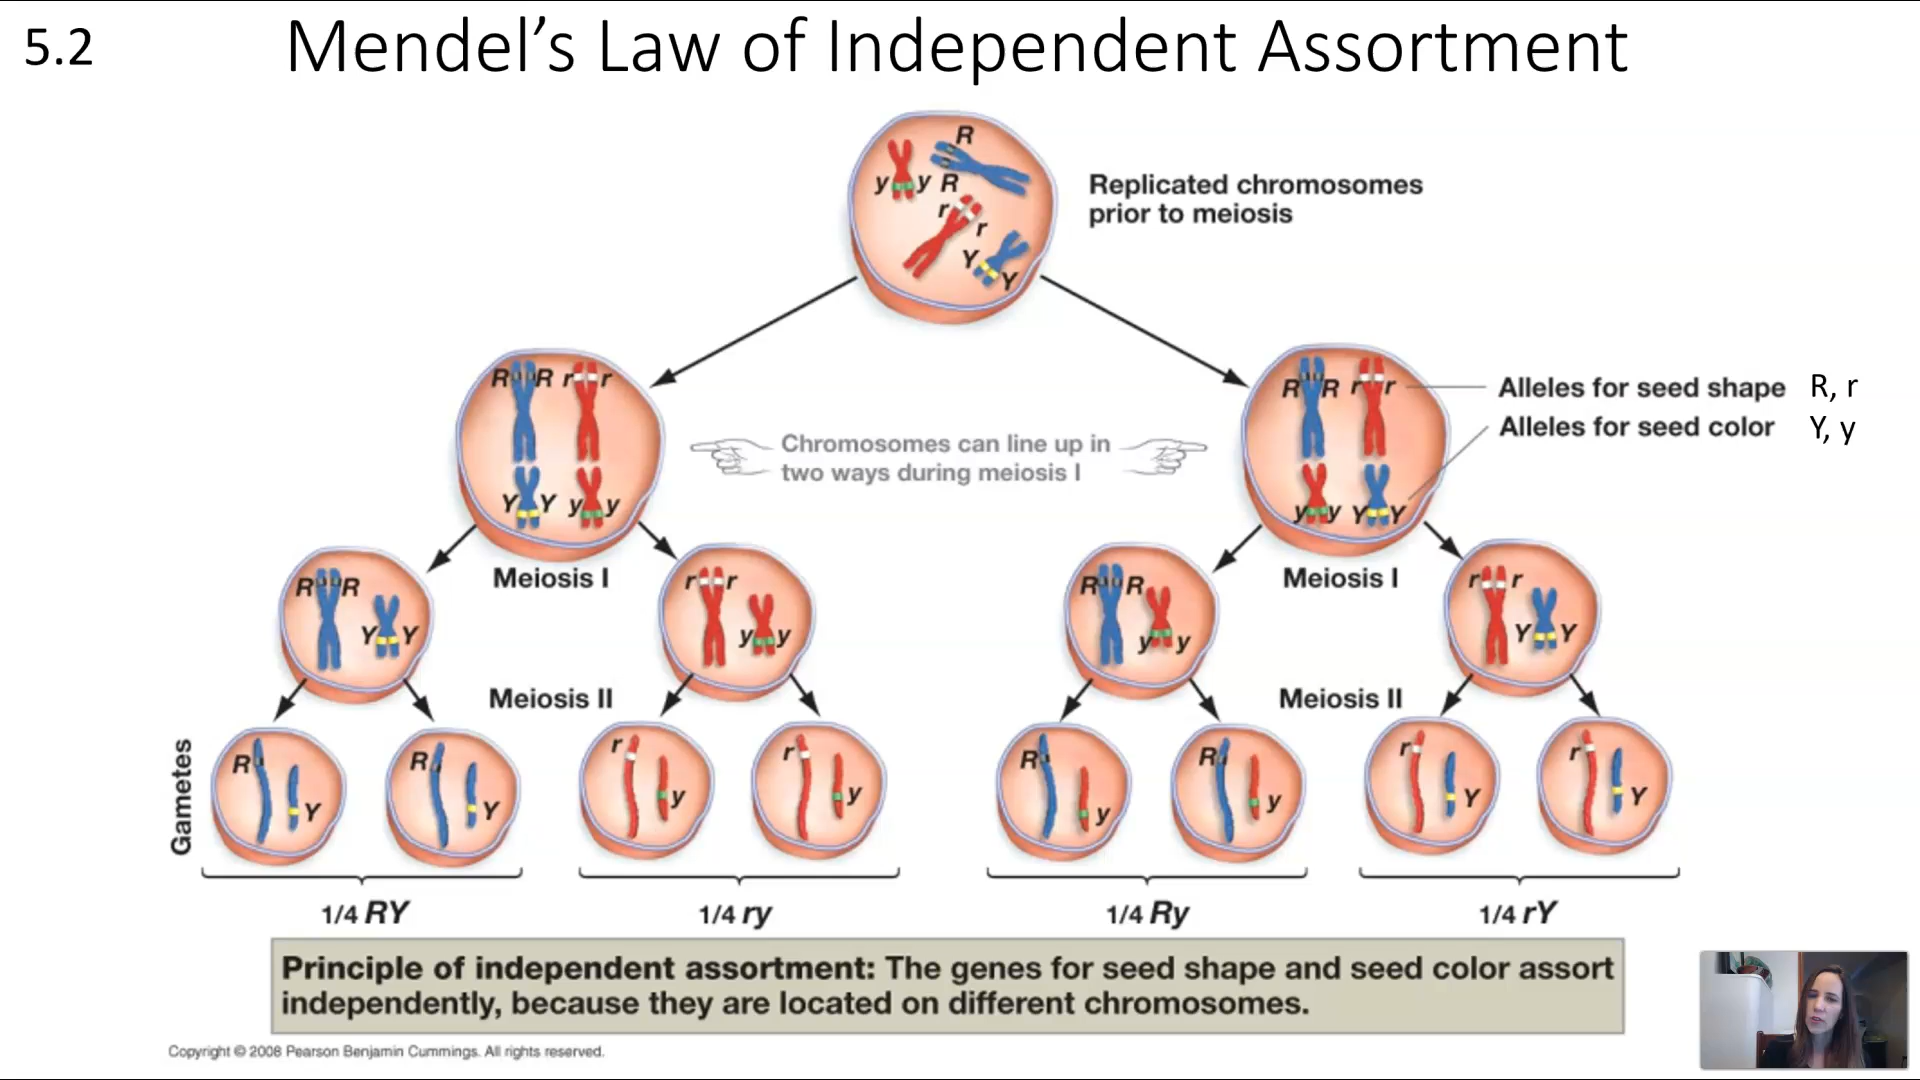 5.2
Mendel's Law of Independent Assortment
R
y y R
r
r
Y
Y
Replicated chromosomes
prior to meiosis
R R r r
Y Y y y
Chromosomes can line up in
two ways during meiosis I
R R r r
y y Y Y
Alleles for seed shape R, r
Alleles for seed color Y, y
Meiosis I
Meiosis I
R R
Y Y
r r
y y
R R
y y
r r
Y Y
Meiosis II
Meiosis II
Gametes
R
Y
R
Y
r
y
r
y
R
y
R
y
r
Y
r
Y
1/4 RY
1/4 ry
1/4 Ry
1/4 rY
Principle of independent assortment: The genes for seed shape and seed color assort
independently, because they are located on different chromosomes.
Copyright © 2008 Pearson Benjamin Cummings. All rights reserved.